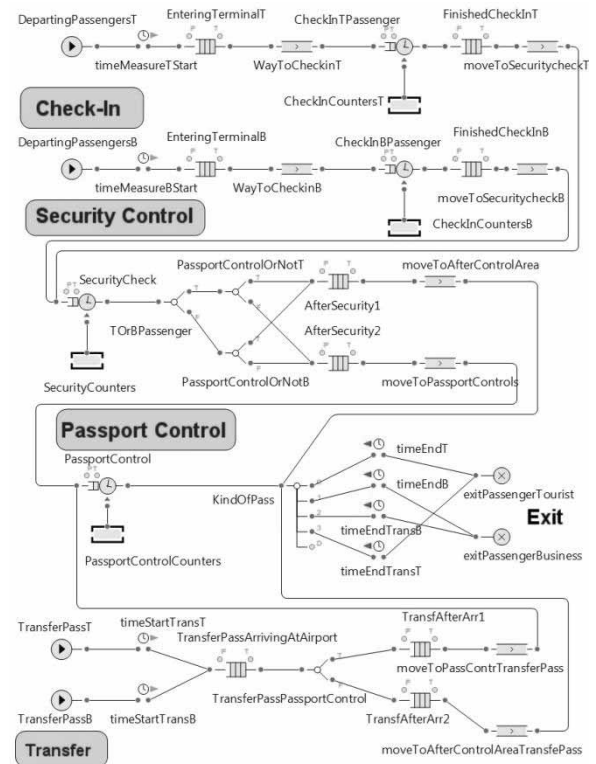 DepartingPassengersT
EnteringTerminalT
CheckInTPassenger
FinishedCheckInT
timeMeasureTStart
WayToCheckinT
moveToSecuritycheckT
CheckInCountersT
Check-In
DepartingPassengersB
EnteringTerminalB
CheckInBPassenger
FinishedCheckInB
timeMeasureBStart
WayToCheckinB
moveToSecuritycheckB
CheckInCountersB
Security Control
SecurityCheck
PassportControlOrNotT
moveToAfterControlArea
AfterSecurity1
TOrBPassenger
AfterSecurity2
SecurityCounters
PassportControlOrNotB
moveToPassportControls
Passport Control
PassportControl
timeEndT
KindOfPass
timeEndB
exitPassengerTourist
Exit
timeEndTransB
PassportControlCounters
exitPassengerBusiness
timeEndTransT
TransferPassT
timeStartTransT
TransferPassArrivingAtAirport
TransfAfterArr1
moveToPassContrTransferPass
TransferPassPassportControl
TransferPassB
timeStartTransB
TransfAfterArr2
Transfer
moveToAfterControlAreaTransfePass